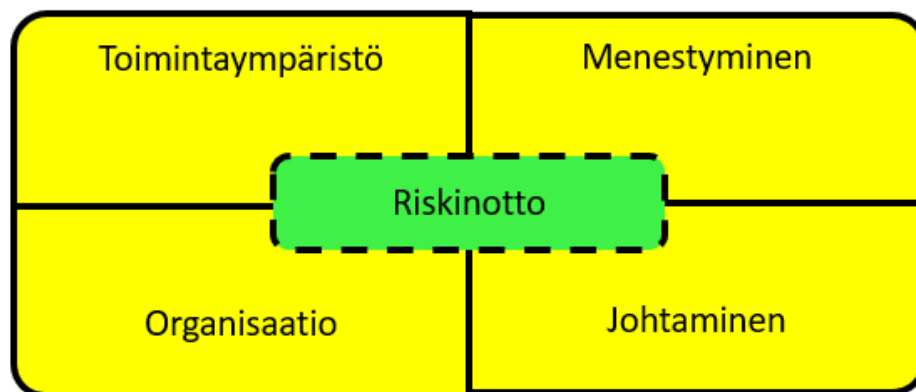 Toimintaympäristö
Menestyminen
Riskinotto
Organisaatio
Johtaminen